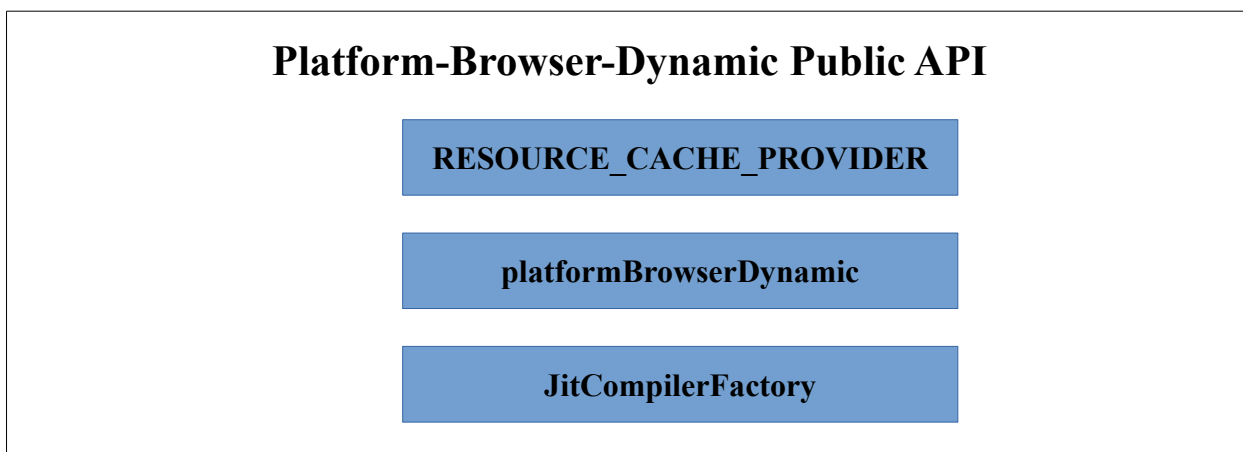 Platform-Browser-Dynamic Public API
RESOURCE_CACHE_PROVIDER
platformBrowserDynamic
JitCompilerFactory